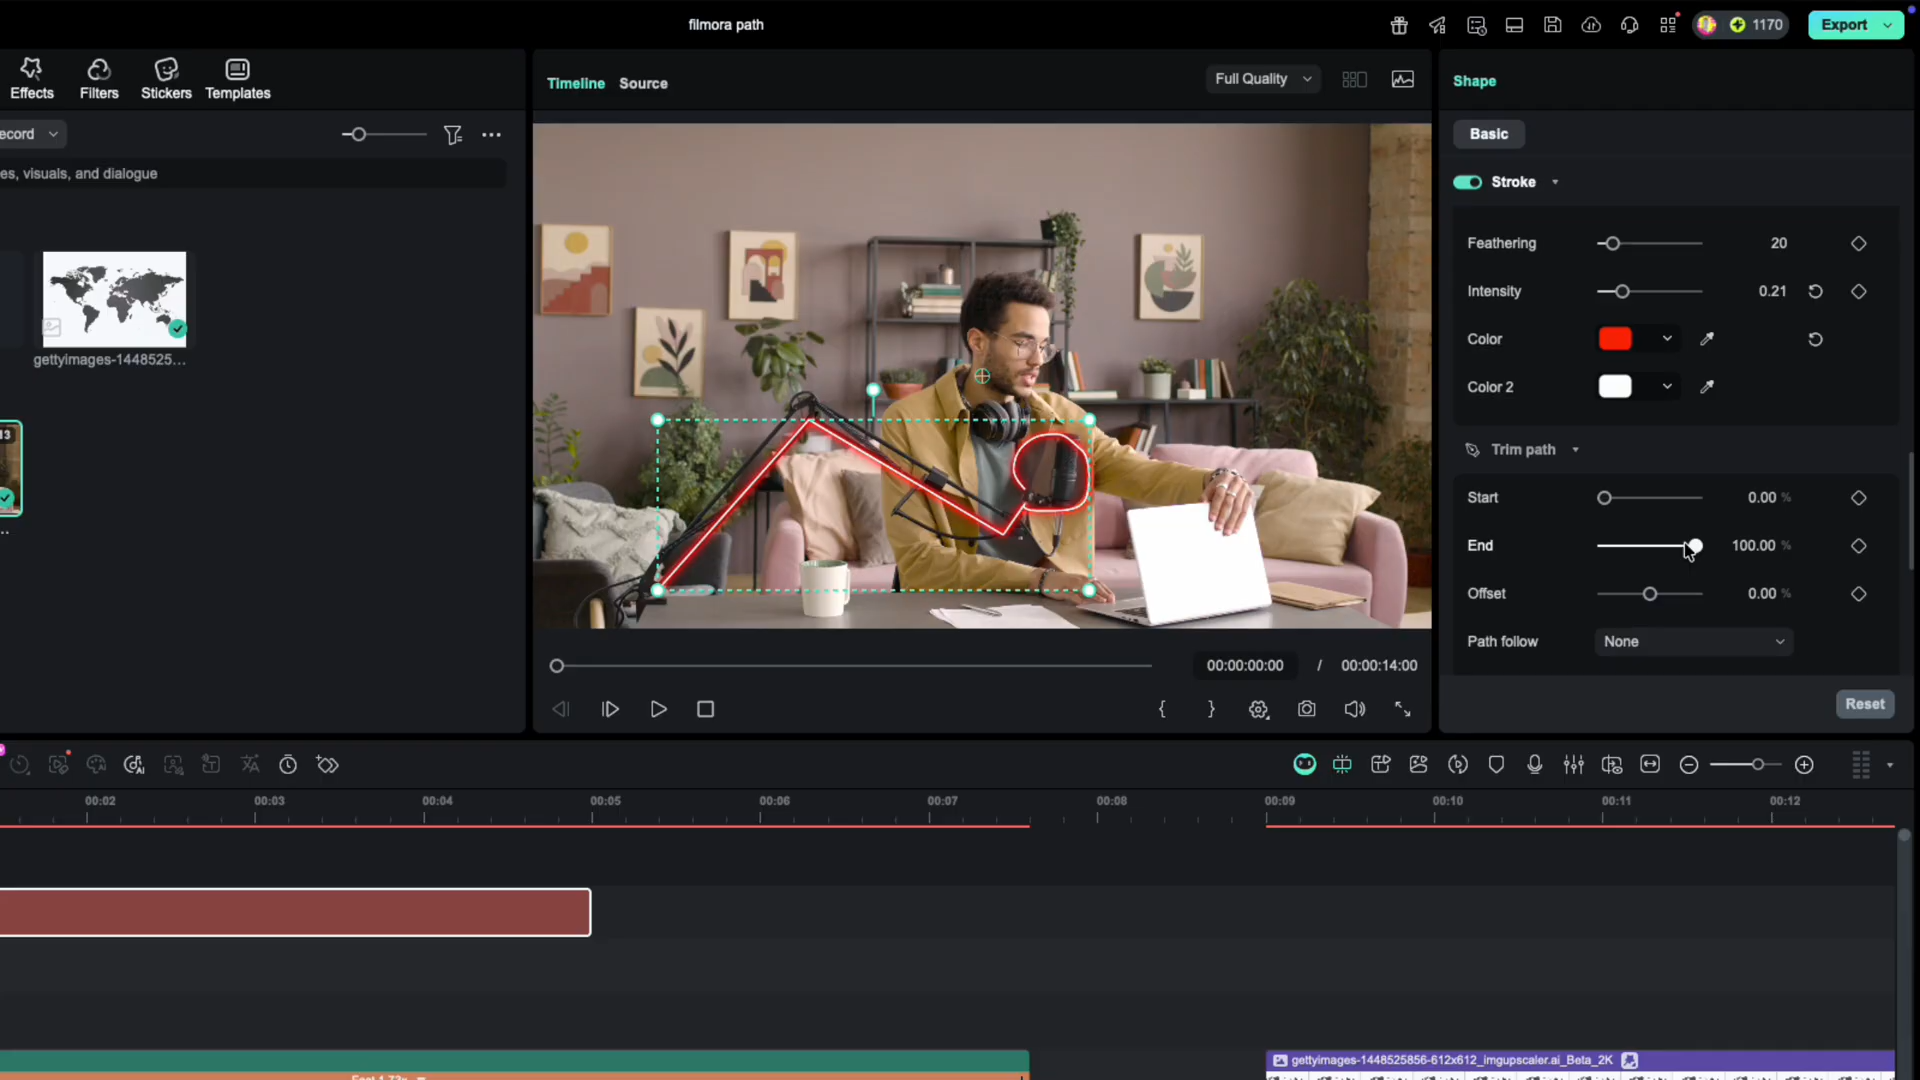 filmora path
1170
Export
Effects
Filters
Stickers
Templates
Timeline
Source
Full Quality
Shape
ecord
Basic
es, visuals, and dialogue
Stroke
Feathering
20
Intensity
0.21
Color
Color 2
gettyimages-1448525...
13
Trim path
Start
0.00 %
End
100.00 %
Offset
0.00 %
Path follow
None
00:00:00:00 / 00:00:14:00
Reset
00:02
00:03
00:04
00:05
00:06
00:07
00:08
00:09
00:10
00:11
00:12
gettyimages-1448525856-612x612_imgupscaler.ai_Beta_2K